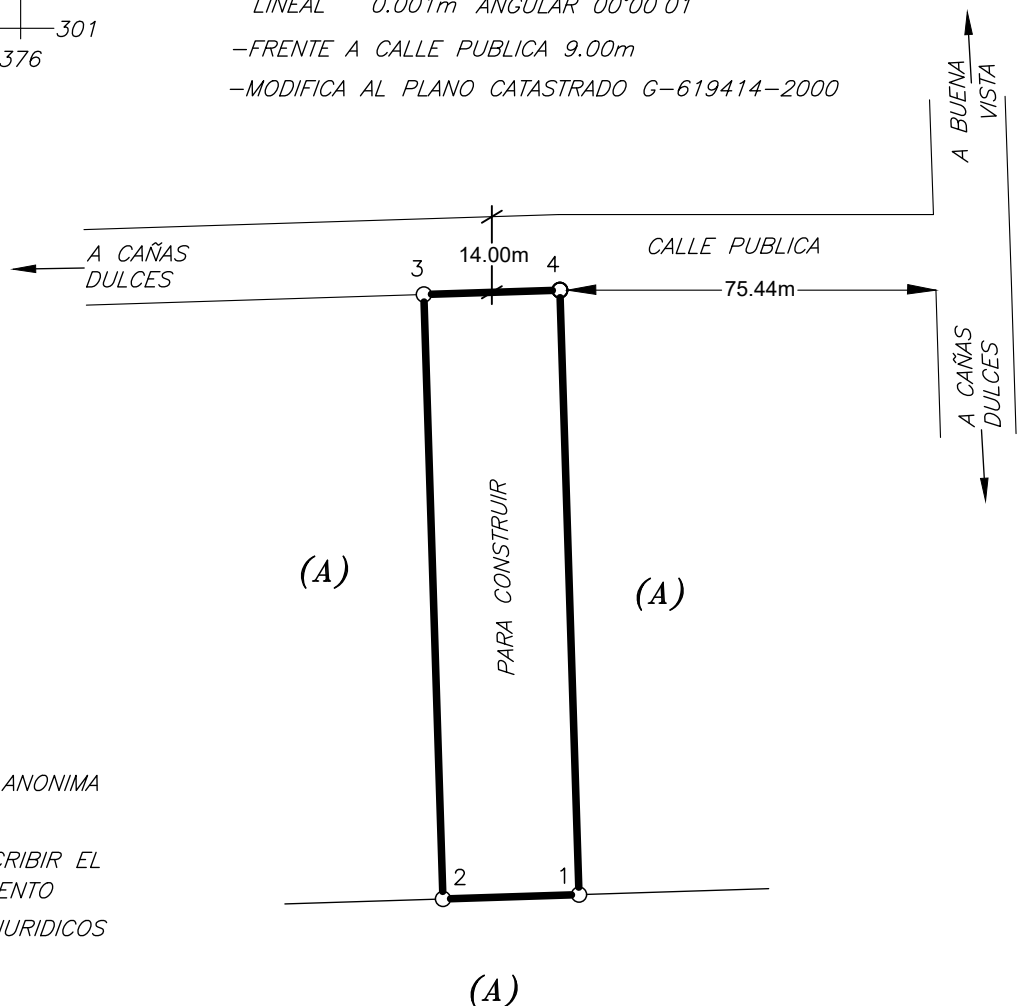 LINEAL 0.001m ANGULAR 00°00'01
301
376
-FRENTE A CALLE PUBLICA 9.00m
-MODIFICA AL PLANO CATASTRADO G-619414-2000
A BUENA
VISTA
A CAÑAS
DULCES
14.00m
CALLE PUBLICA
3
4
75.44m
A CAÑAS
DULCES
PARA CONSTRUIR
(A)
(A)
ANONIMA
CRIBIR EL
ENTO
JURIDICOS
2
1
(A)